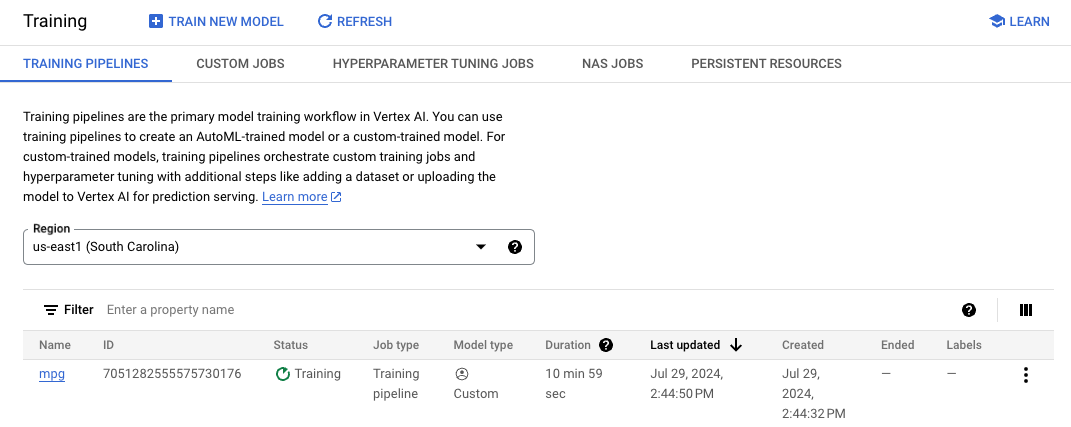 Training TRAIN NEW MODEL REFRESH LEARN
TRAINING PIPELINES CUSTOM JOBS HYPERPARAMETER TUNING JOBS NAS JOBS PERSISTENT RESOURCES
Training pipelines are the primary model training workflow in Vertex AI. You can use
training pipelines to create an AutoML-trained model or a custom-trained model. For
custom-trained models, training pipelines orchestrate custom training jobs and
hyperparameter tuning with additional steps like adding a dataset or uploading the
model to Vertex AI for prediction serving. Learn more
Region
us-east1 (South Carolina)
Filter Enter a property name
Name ID Status Job type Model type Duration Last updated Created Ended Labels
mpg 7051282555575730176 Training Training 10 min 59 Jul 29, 2024, Jul 29, — —
pipeline Custom sec 2:44:50 PM 2024,
2:44:32 PM